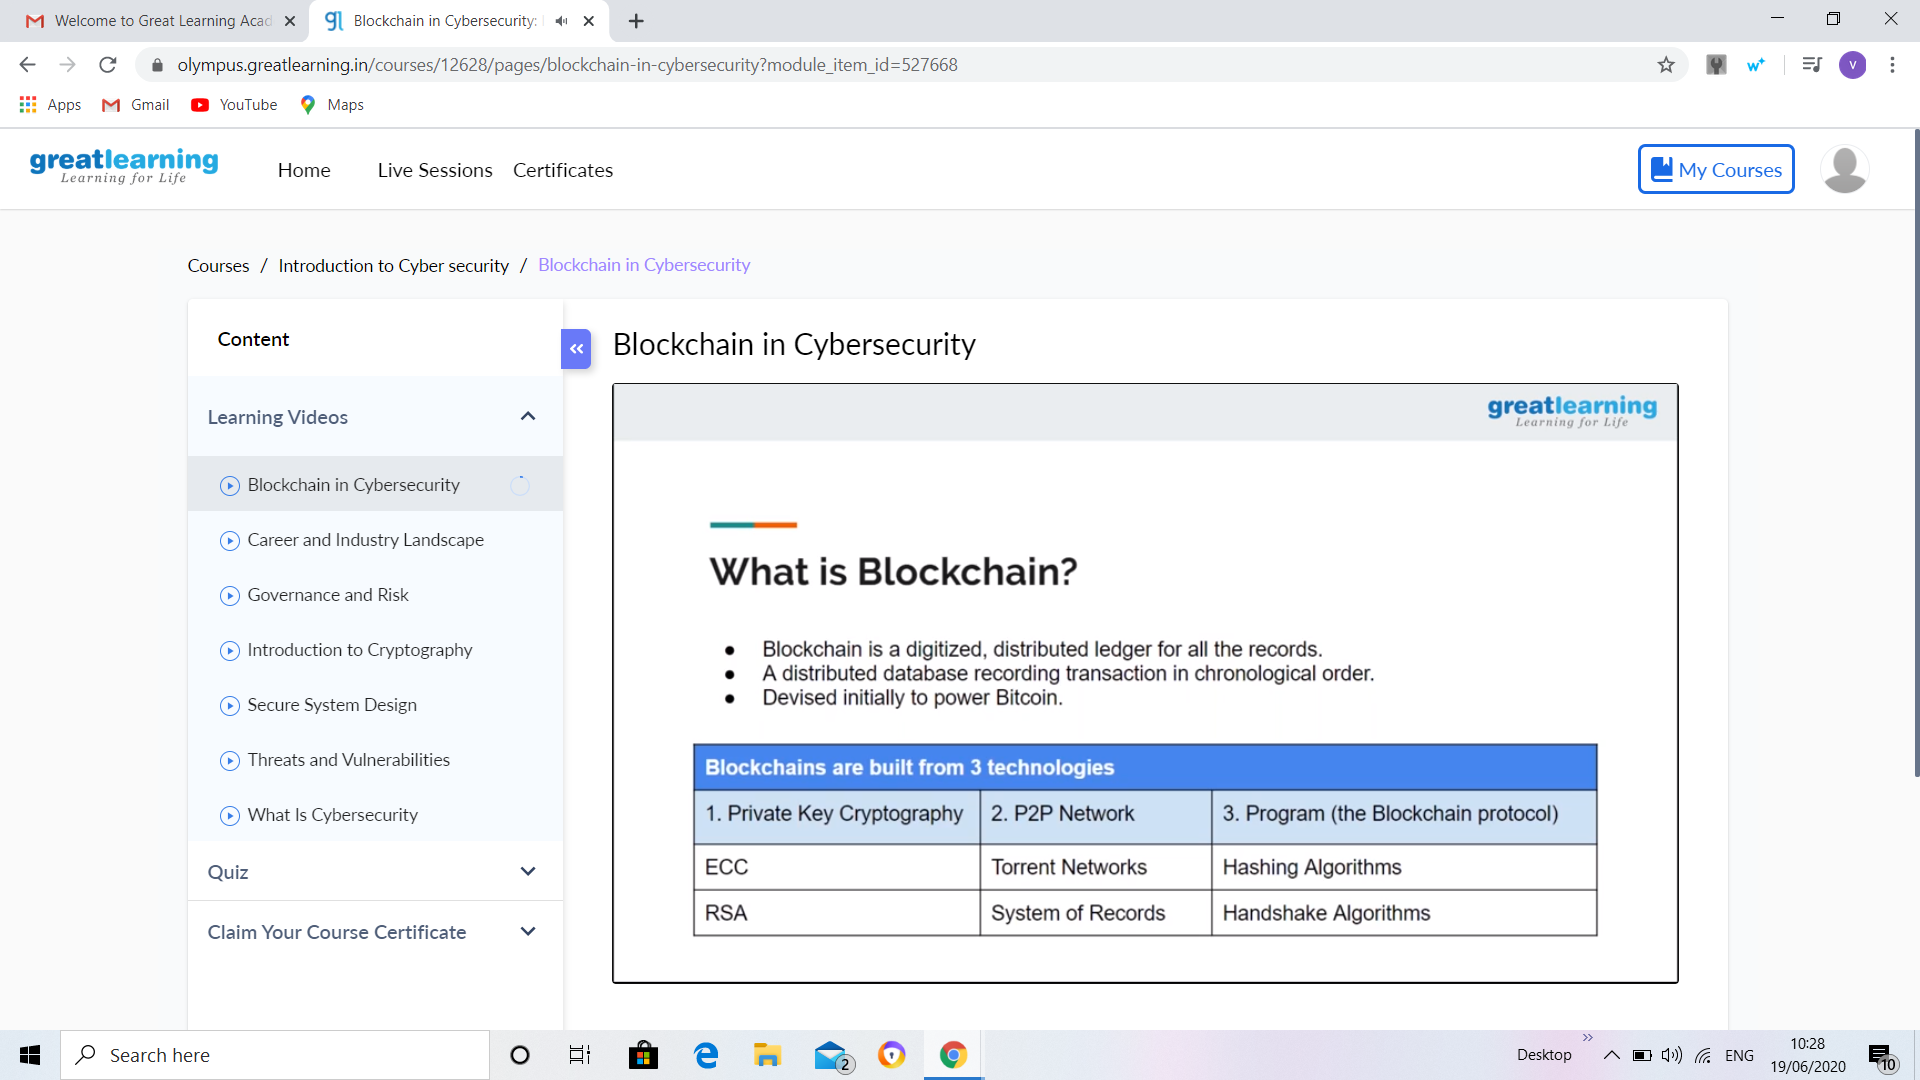 Welcome to Great Learning Acad
Blockchain in Cybersecurity:
olympus.greatlearning.in/courses/12628/pages/blockchain-in-cybersecurity?module_item_id=527668
V
Apps
Gmail
YouTube
Maps
greatlearning
Learning for Life
Home
Live Sessions
Certificates
My Courses
Courses / Introduction to Cyber security / Blockchain in Cybersecurity
Content
Learning Videos
Blockchain in Cybersecurity
Career and Industry Landscape
Governance and Risk
Introduction to Cryptography
Secure System Design
Threats and Vulnerabilities
What Is Cybersecurity
Quiz
Claim Your Course Certificate
Blockchain in Cybersecurity
greatlearning
Learning for Life
What is Blockchain?
● Blockchain is a digitized, distributed ledger for all the records.
● A distributed database recording transaction in chronological order.
● Devised initially to power Bitcoin.
Blockchains are built from 3 technologies
1. Private Key Cryptography 2. P2P Network 3. Program (the Blockchain protocol)
ECC Torrent Networks Hashing Algorithms
RSA System of Records Handshake Algorithms
Search here
2
Desktop
ENG
10:28
19/06/2020
10